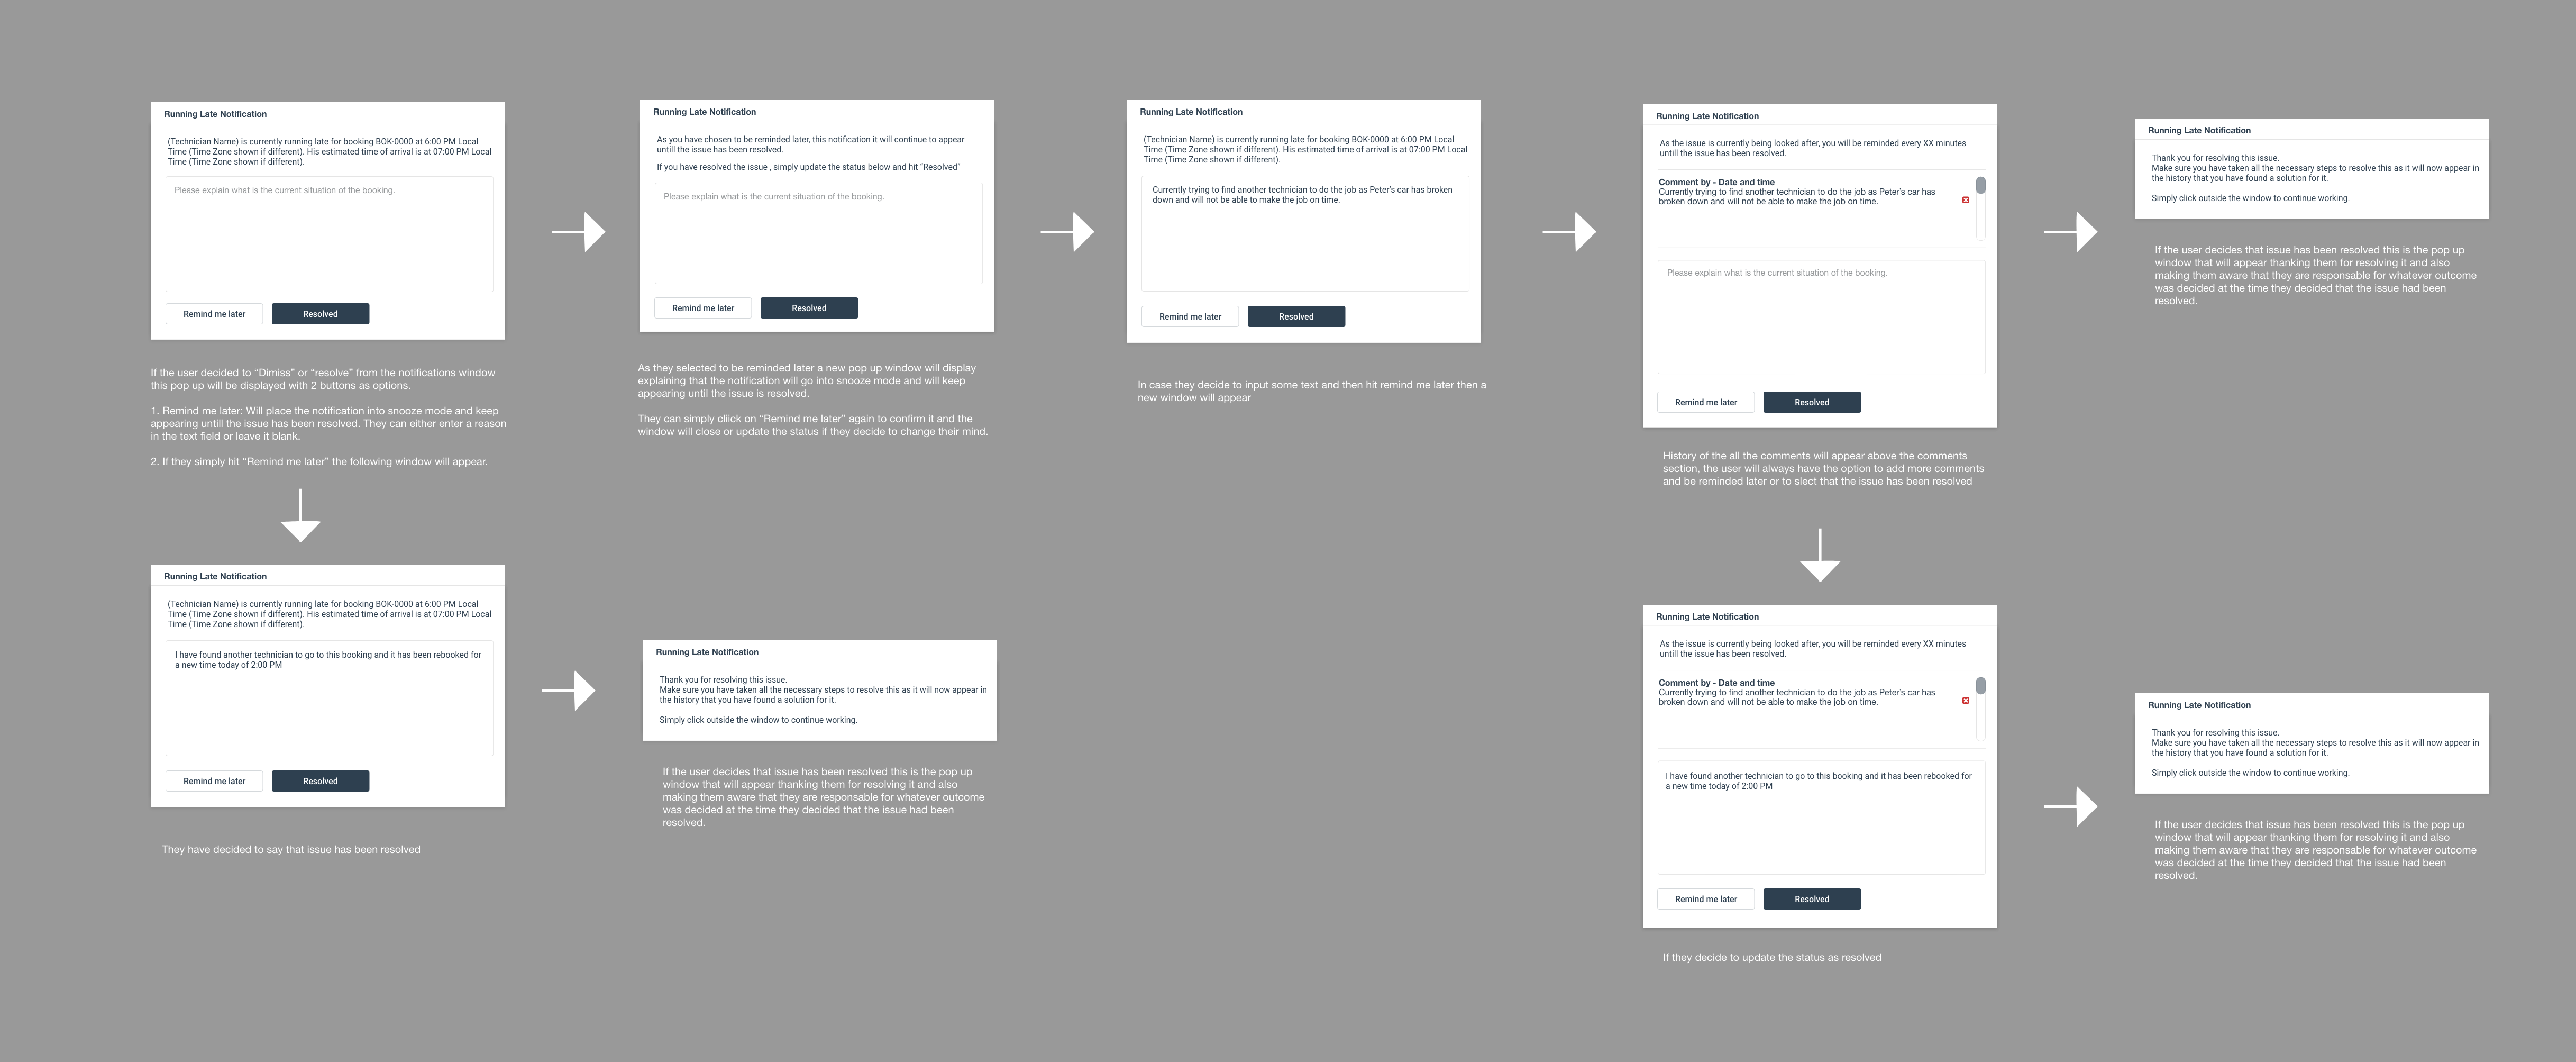 Running Late Notification
(Technician Name) is currently running late for booking BOK-0000 at 6:00 PM Local
Time (Time Zone shown if different). His estimated time of arrival is at 07:00 PM Local
Time (Time Zone shown if different).
Please explain what is the current situation of the booking.
Remind me later
Resolved
If the user decided to “Dimiss” or “resolve” from the notifications window
this pop up will be displayed with 2 buttons as options.
1. Remind me later: Will place the notification into snooze mode and keep
appearing untill the issue has been resolved. They can either enter a reason
in the text field or leave it blank.
2. If they simply hit “Remind me later” the following window will appear.
Running Late Notification
As you have chosen to be reminded later, this notification it will continue to appear
untill the issue has been resolved.
If you have resolved the issue , simply update the status below and hit “Resolved”
Please explain what is the current situation of the booking.
Remind me later
Resolved
As they selected to be reminded later a new pop up window will display
explaining that the notification will go into snooze mode and will keep
appearing until the issue is resolved.
They can simply cliick on “Remind me later” again to confirm it and the
window will close or update the status if they decide to change their mind.
Running Late Notification
(Technician Name) is currently running late for booking BOK-0000 at 6:00 PM Local
Time (Time Zone shown if different). His estimated time of arrival is at 07:00 PM Local
Time (Time Zone shown if different).
Currently trying to find another technician to do the job as Peter’s car has broken
down and will not be able to make the job on time.
Remind me later
Resolved
In case they decide to input some text and then hit remind me later then a
new window will appear
Running Late Notification
As the issue is currently being looked after, you will be reminded every XX minutes
untill the issue has been resolved.
Comment by - Date and time
Currently trying to find another technician to do the job as Peter’s car has
broken down and will not be able to make the job on time.
Please explain what is the current situation of the booking.
Remind me later
Resolved
History of the all the comments will appear above the comments
section, the user will always have the option to add more comments
and be reminded later or to slect that the issue has been resolved
Running Late Notification
Thank you for resolving this issue.
Make sure you have taken all the necessary steps to resolve this as it will now appear in
the history that you have found a solution for it.
Simply click outside the window to continue working.
If the user decides that issue has been resolved this is the pop up
window that will appear thanking them for resolving it and also
making them aware that they are responsible for whatever outcome
was decided at the time they decided that the issue had been
resolved.
Running Late Notification
(Technician Name) is currently running late for booking BOK-0000 at 6:00 PM Local
Time (Time Zone shown if different). His estimated time of arrival is at 07:00 PM Local
Time (Time Zone shown if different).
I have found another technician to go to this booking and it has been rebooked for
a new time today of 2:00 PM
Remind me later
Resolved
They have decided to say that issue has been resolved
Running Late Notification
Thank you for resolving this issue.
Make sure you have taken all the necessary steps to resolve this as it will now appear in
the history that you have found a solution for it.
Simply click outside the window to continue working.
If the user decides that issue has been resolved this is the pop up
window that will appear thanking them for resolving it and also
making them aware that they are responsible for whatever outcome
was decided at the time they decided that the issue had been
resolved.
Running Late Notification
As the issue is currently being looked after, you will be reminded every XX minutes
untill the issue has been resolved.
Comment by - Date and time
Currently trying to find another technician to do the job as Peter’s car has
broken down and will not be able to make the job on time.
I have found another technician to go to this booking and it has been rebooked for
a new time today of 2:00 PM
Remind me later
Resolved
If they decide to update the status as resolved
Running Late Notification
Thank you for resolving this issue.
Make sure you have taken all the necessary steps to resolve this as it will now appear in
the history that you have found a solution for it.
Simply click outside the window to continue working.
If the user decides that issue has been resolved this is the pop up
window that will appear thanking them for resolving it and also
making them aware that they are responsible for whatever outcome
was decided at the time they decided that the issue had been
resolved.